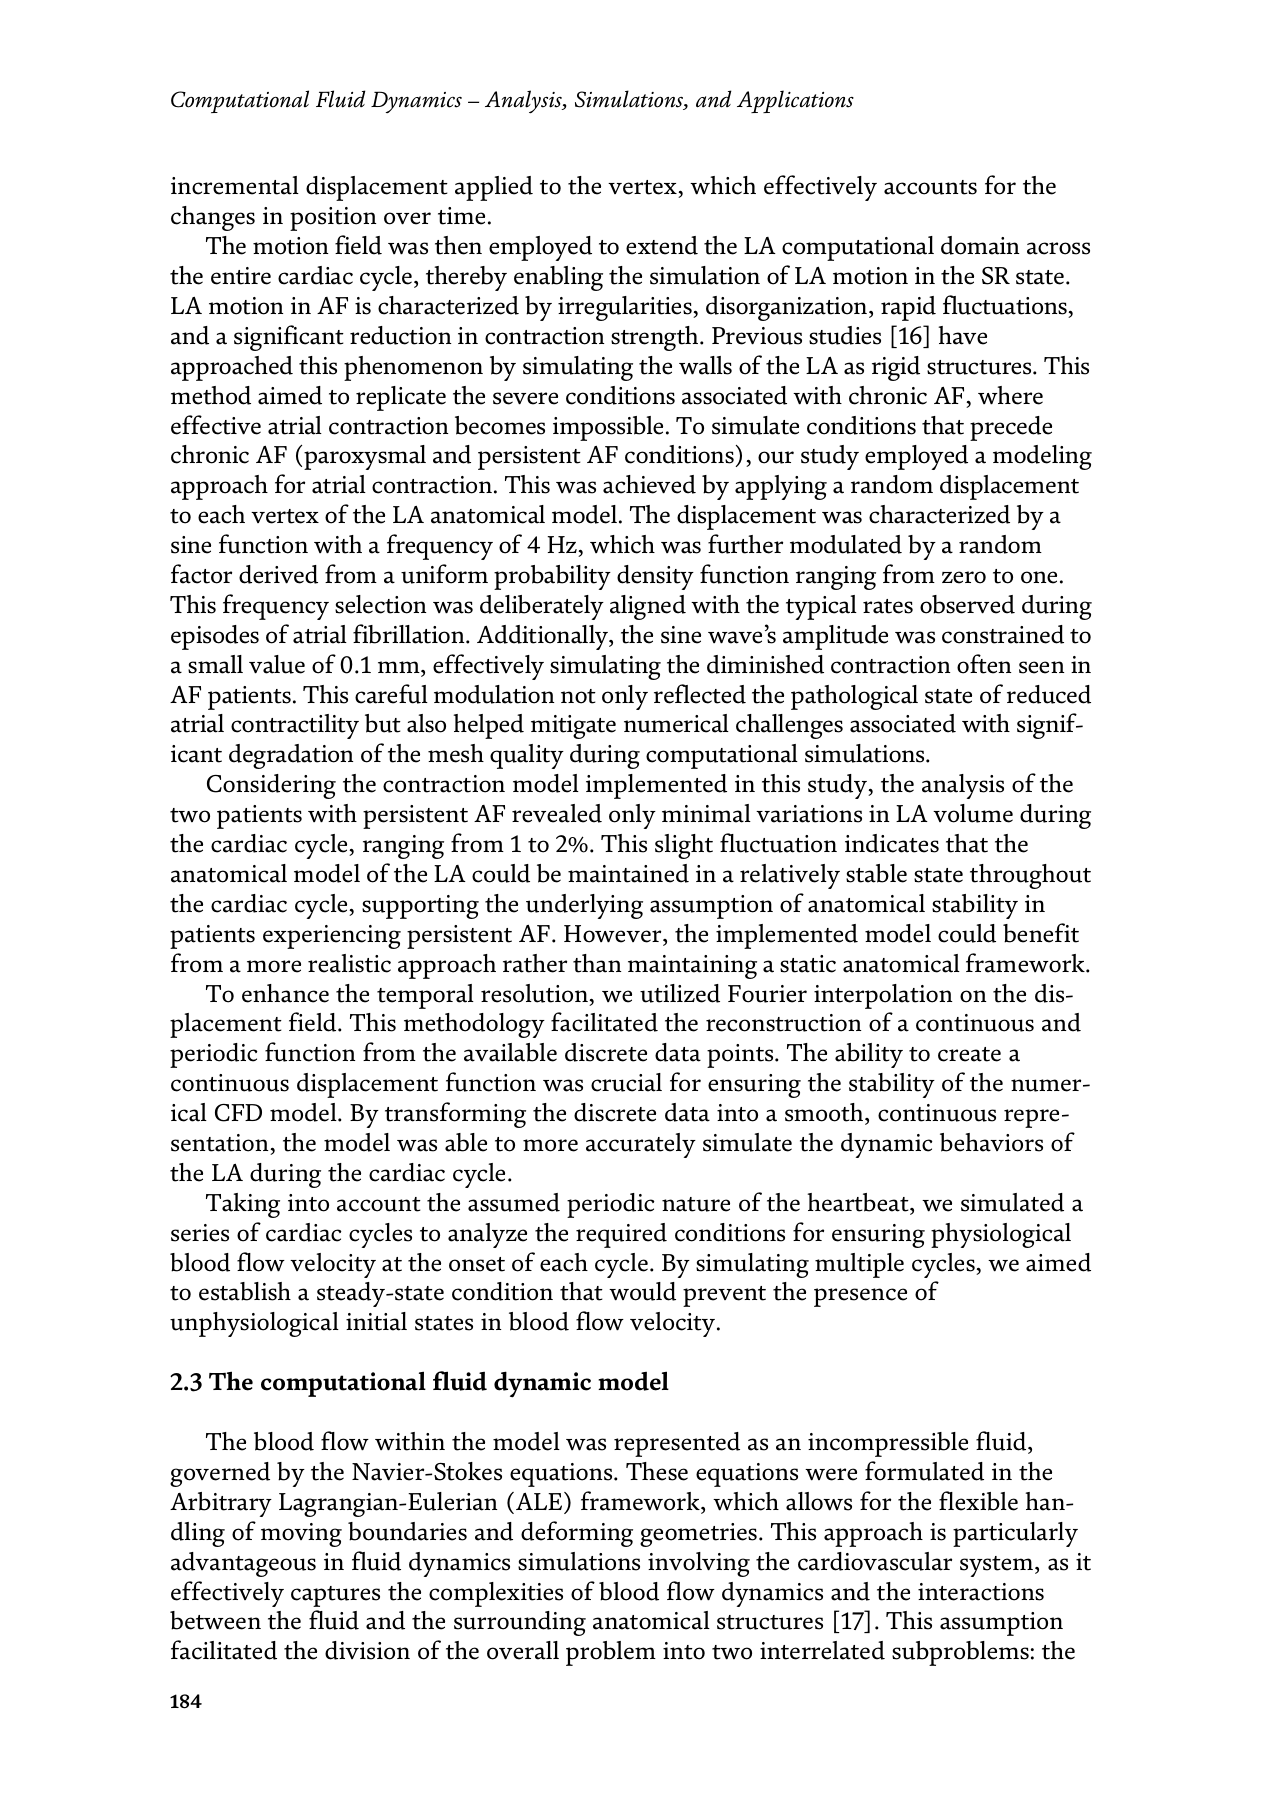 Computational Fluid Dynamics – Analysis, Simulations, and Applications
incremental displacement applied to the vertex, which effectively accounts for the
changes in position over time.
The motion field was then employed to extend the LA computational domain across
the entire cardiac cycle, thereby enabling the simulation of LA motion in the SR state.
LA motion in AF is characterized by irregularities, disorganization, rapid fluctuations,
and a significant reduction in contraction strength. Previous studies [16] have
approached this phenomenon by simulating the walls of the LA as rigid structures. This
method aimed to replicate the severe conditions associated with chronic AF, where
effective atrial contraction becomes impossible. To simulate conditions that precede
chronic AF (paroxysmal and persistent AF conditions), our study employed a modeling
approach for atrial contraction. This was achieved by applying a random displacement
to each vertex of the LA anatomical model. The displacement was characterized by a
sine function with a frequency of 4 Hz, which was further modulated by a random
factor derived from a uniform probability density function ranging from zero to one.
This frequency selection was deliberately aligned with the typical rates observed during
episodes of atrial fibrillation. Additionally, the sine wave's amplitude was constrained to
a small value of 0.1 mm, effectively simulating the diminished contraction often seen in
AF patients. This careful modulation not only reflected the pathological state of reduced
atrial contractility but also helped mitigate numerical challenges associated with signif-
icant degradation of the mesh quality during computational simulations.
Considering the contraction model implemented in this study, the analysis of the
two patients with persistent AF revealed only minimal variations in LA volume during
the cardiac cycle, ranging from 1 to 2%. This slight fluctuation indicates that the
anatomical model of the LA could be maintained in a relatively stable state throughout
the cardiac cycle, supporting the underlying assumption of anatomical stability in
patients experiencing persistent AF. However, the implemented model could benefit
from a more realistic approach rather than maintaining a static anatomical framework.
To enhance the temporal resolution, we utilized Fourier interpolation on the dis-
placement field. This methodology facilitated the reconstruction of a continuous and
periodic function from the available discrete data points. The ability to create a
continuous displacement function was crucial for ensuring the stability of the numer-
ical CFD model. By transforming the discrete data into a smooth, continuous repre-
sentation, the model was able to more accurately simulate the dynamic behaviors of
the LA during the cardiac cycle.
Taking into account the assumed periodic nature of the heartbeat, we simulated a
series of cardiac cycles to analyze the required conditions for ensuring physiological
blood flow velocity at the onset of each cycle. By simulating multiple cycles, we aimed
to establish a steady-state condition that would prevent the presence of
unphysiological initial states in blood flow velocity.
2.3 The computational fluid dynamic model
The blood flow within the model was represented as an incompressible fluid,
governed by the Navier-Stokes equations. These equations were formulated in the
Arbitrary Lagrangian-Eulerian (ALE) framework, which allows for the flexible han-
dling of moving boundaries and deforming geometries. This approach is particularly
advantageous in fluid dynamics simulations involving the cardiovascular system, as it
effectively captures the complexities of blood flow dynamics and the interactions
between the fluid and the surrounding anatomical structures [17]. This assumption
facilitated the division of the overall problem into two interrelated subproblems: the
184